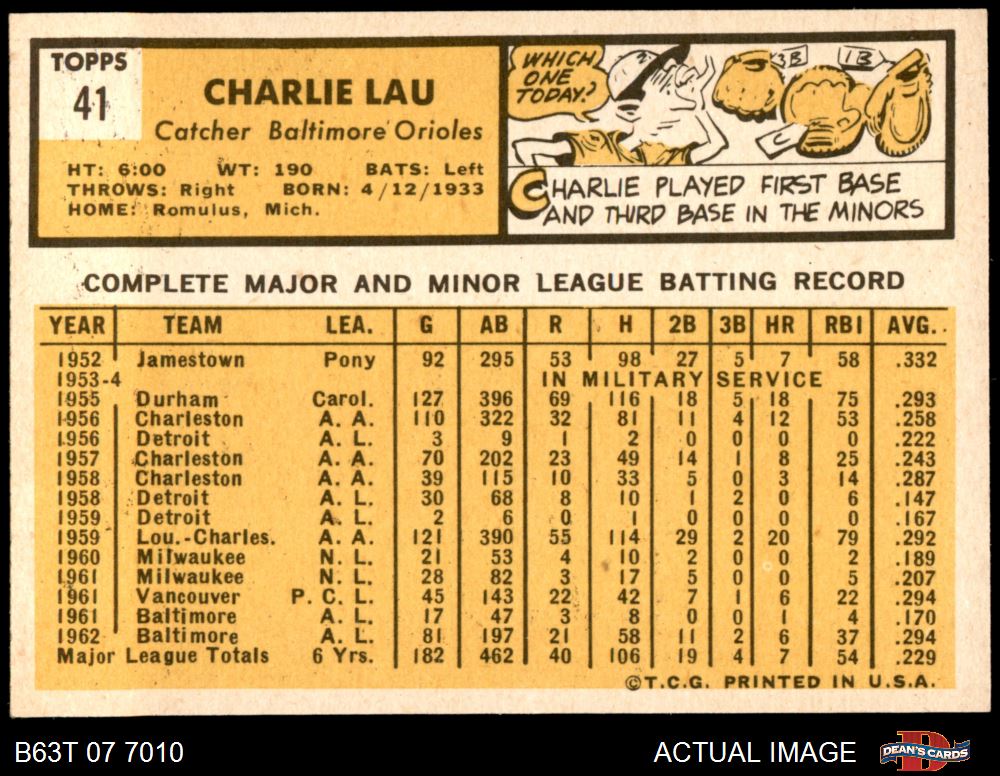 TOPPS
41
CHARLIE LAU
Catcher Baltimore Orioles
HT: 6:00 WT: 190 BATS: Left
THROWS: Right BORN: 4/12/1933
HOME: Romulus, Mich.
WHICH
ONE
TODAY?
3B
1B
C
CHARLIE PLAYED FIRST BASE
AND THIRD BASE IN THE MINORS
COMPLETE MAJOR AND MINOR LEAGUE BATTING RECORD
YEAR TEAM LEA. G AB R H 2B 3B HR RBI AVG.
1952 Jamestown Pony 92 295 53 98 27 5 7 58 .332
1953-4 IN MILITARY SERVICE
1955 Durham Carol. 127 396 69 116 18 5 18 75 .293
1956 Charleston A. A. 110 322 32 81 11 4 12 53 .258
1956 Detroit A. L. 3 9 1 2 0 0 0 0 .222
1957 Charleston A. A. 70 202 23 49 14 1 8 25 .243
1958 Charleston A. A. 39 115 10 33 5 0 3 14 .287
1958 Detroit A. L. 30 68 8 10 1 2 0 6 .147
1959 Detroit A. L. 2 6 0 1 0 0 0 0 .167
1959 Lou.-Charles. A. A. 121 390 55 114 29 2 20 79 .292
1960 Milwaukee N. L. 21 53 4 10 2 0 0 2 .189
1961 Milwaukee N. L. 28 82 3 17 5 0 0 5 .207
1961 Vancouver P. C. L. 45 143 22 42 7 1 6 22 .294
1961 Baltimore A. L. 17 47 3 8 0 0 1 4 .170
1962 Baltimore A. L. 81 197 21 58 11 2 6 37 .294
Major League Totals 6 Yrs. 182 462 40 106 19 4 7 54 .229
©T.C.G. PRINTED IN U.S.A.
B63T 07 7010
ACTUAL IMAGE
D
DEAN'S CARDS